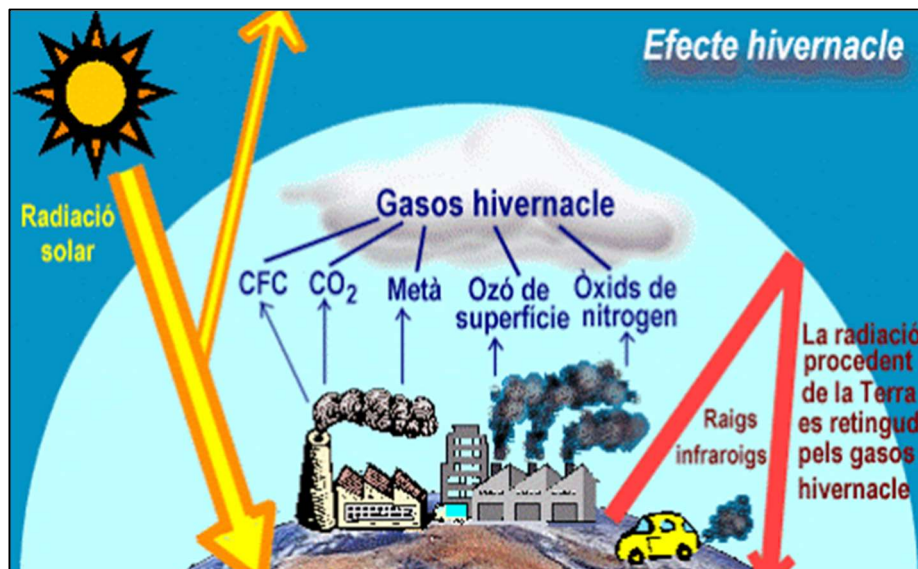 Efecte hivernacle
Radiació
solar
Gasos hivernacle
CFC
CO₂
Metà
Ozó de
superfície
Òxids de
nitrogen
Raigs
infraroigs
La radiació
procedent
de la Terra
es retingud
pels gasos
hivernacle